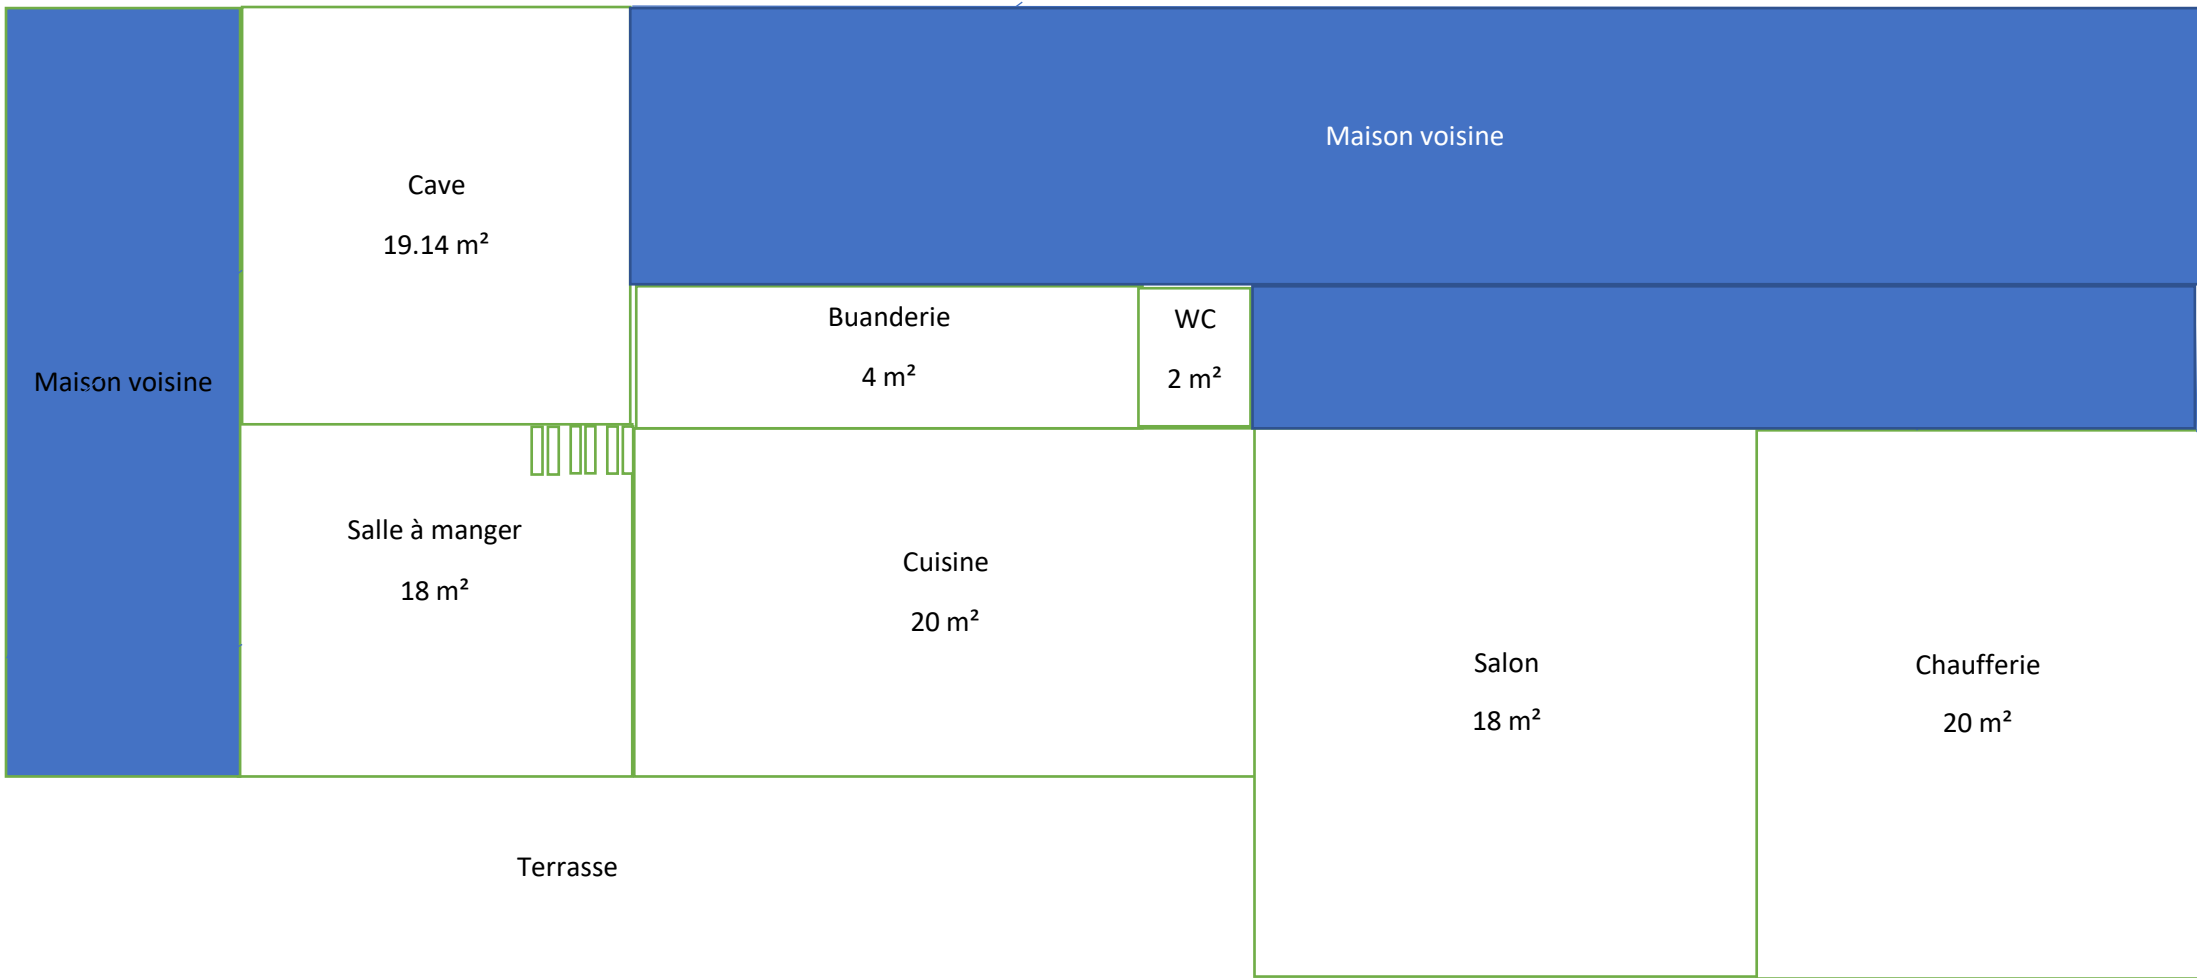 Maison voisine
Cave
19.14 m²
Maison voisine
Buanderie
4 m²
WC
2 m²
Salle à manger
18 m²
Cuisine
20 m²
Salon
18 m²
Chaufferie
20 m²
Terrasse